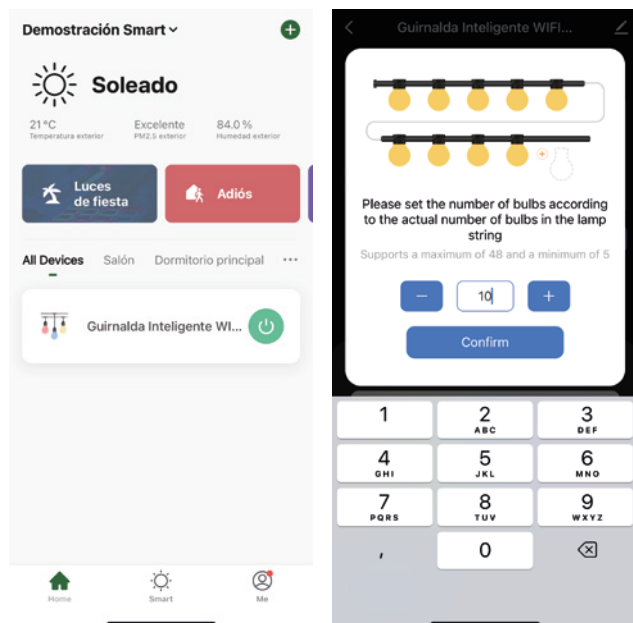 Demostración Smart
Soleado
21°C
Excelente
84.0 %
Temperatura exterior
PM2.5 exterior
Humedad exterior
Luces
de fiesta
Adiós
All Devices
Salón
Dormitorio principal
Guirnalda Inteligente WI...
Home
Smart
Me
Guirnalda Inteligente WIFI...
Please set the number of bulbs according
to the actual number of bulbs in the lamp
string
Supports a maximum of 48 and a minimum of 5
10
Confirm
1
2
ABC
3
DEF
4
GHI
5
JKL
6
MNO
7
PQRS
8
TUV
9
WXYZ
,
0